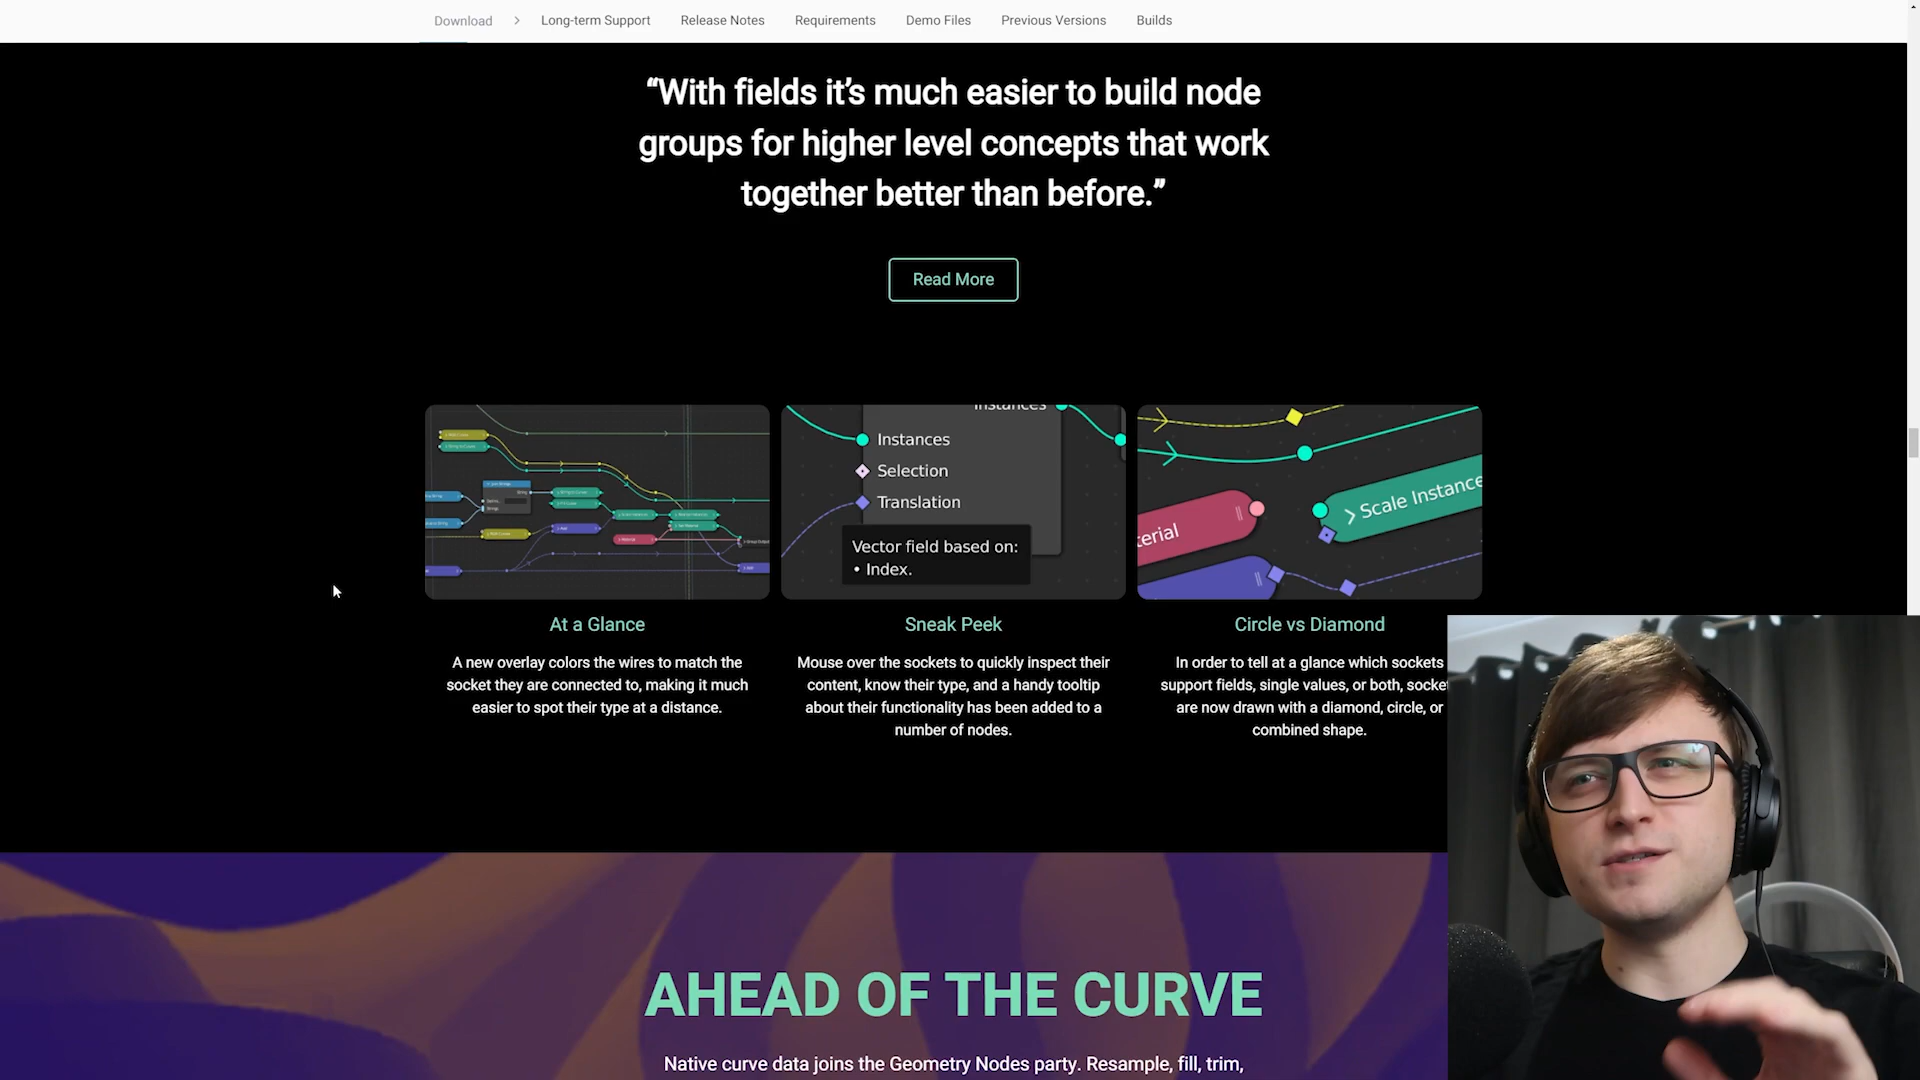 Download > Long-term Support Release Notes Requirements Demo Files Previous Versions Builds
“With fields it’s much easier to build node
groups for higher level concepts that work
together better than before.”
Read More
Instances
Instances
Selection
Translation
Vector field based on:
• Index.
erial
Scale Instance
At a Glance
A new overlay colors the wires to match the
socket they are connected to, making it much
easier to spot their type at a distance.
Sneak Peek
Mouse over the sockets to quickly inspect their
content, know their type, and a handy tooltip
about their functionality has been added to a
number of nodes.
Circle vs Diamond
In order to tell at a glance which sockets
support fields, single values, or both, socket
are now drawn with a diamond, circle, or
combined shape.
AHEAD OF THE CURVE
Native curve data joins the Geometry Nodes party. Resample, fill, trim,